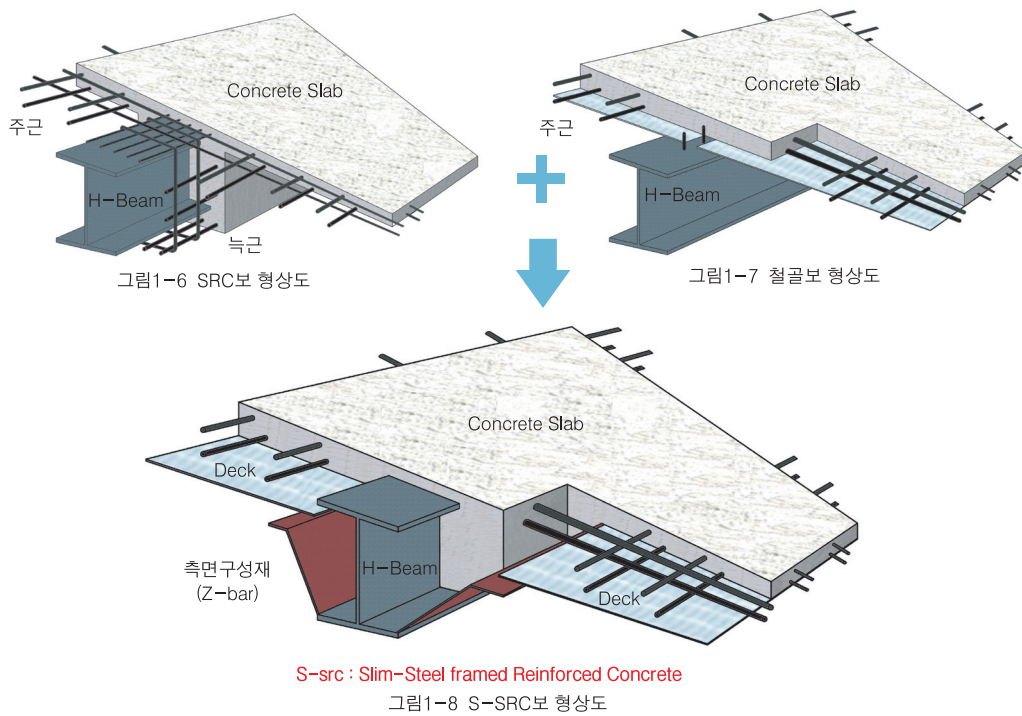 Concrete Slab
주근
H-Beam
늑근
그림1-6 SRC보 형상도
Concrete Slab
주근
H-Beam
그림1-7 철골보 형상도
Concrete Slab
Deck
측면구성재
(Z-bar)
H-Beam
Deck
S-src : Slim-Steel framed Reinforced Concrete
그림1-8 S-SRC보 형상도